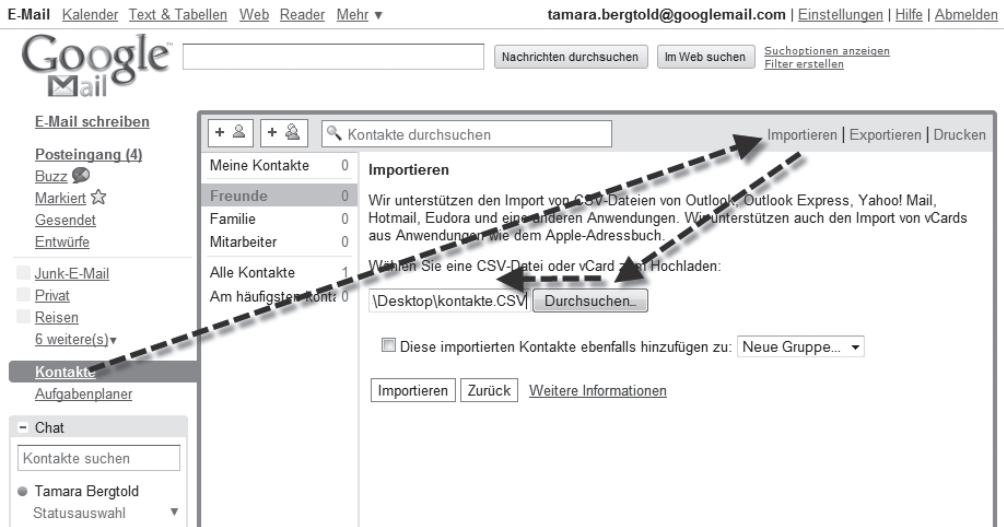 E-Mail Kalender Text & Tabellen Web Reader Mehr ▼
tamara.bergtold@googlemail.com | Einstellungen | Hilfe | Abmelden
Google Mail
Nachrichten durchsuchen
Im Web suchen
Suchoptionen anzeigen
Filter erstellen
E-Mail schreiben
Posteingang (4)
Buzz
Markiert
Gesendet
Entwürfe
Junk-E-Mail
Privat
Reisen
6 weitere(s)▾
Kontakte
Aufgabenplaner
− Chat
Kontakte suchen
Tamara Bergtold
Statusauswahl ▼
Kontakte durchsuchen
Importieren | Exportieren | Drucken
Meine Kontakte 0
Freunde 0
Familie 0
Mitarbeiter 0
Alle Kontakte 1
Am häufigsten kont: 0
Importieren
Wir unterstützen den Import von CSV-Dateien von Outlook, Outlook Express, Yahoo! Mail,
Hotmail, Eudora und eine anderen Anwendungen. Wir unterstützen auch den Import von vCards
aus Anwendungen wie dem Apple-Adressbuch.
Wählen Sie eine CSV-Datei oder vCard zum Hochladen:
\Desktop\kontakte.CSV
Durchsuchen...
Diese importierten Kontakte ebenfalls hinzufügen zu: Neue Gruppe... ▼
Importieren
Zurück
Weitere Informationen